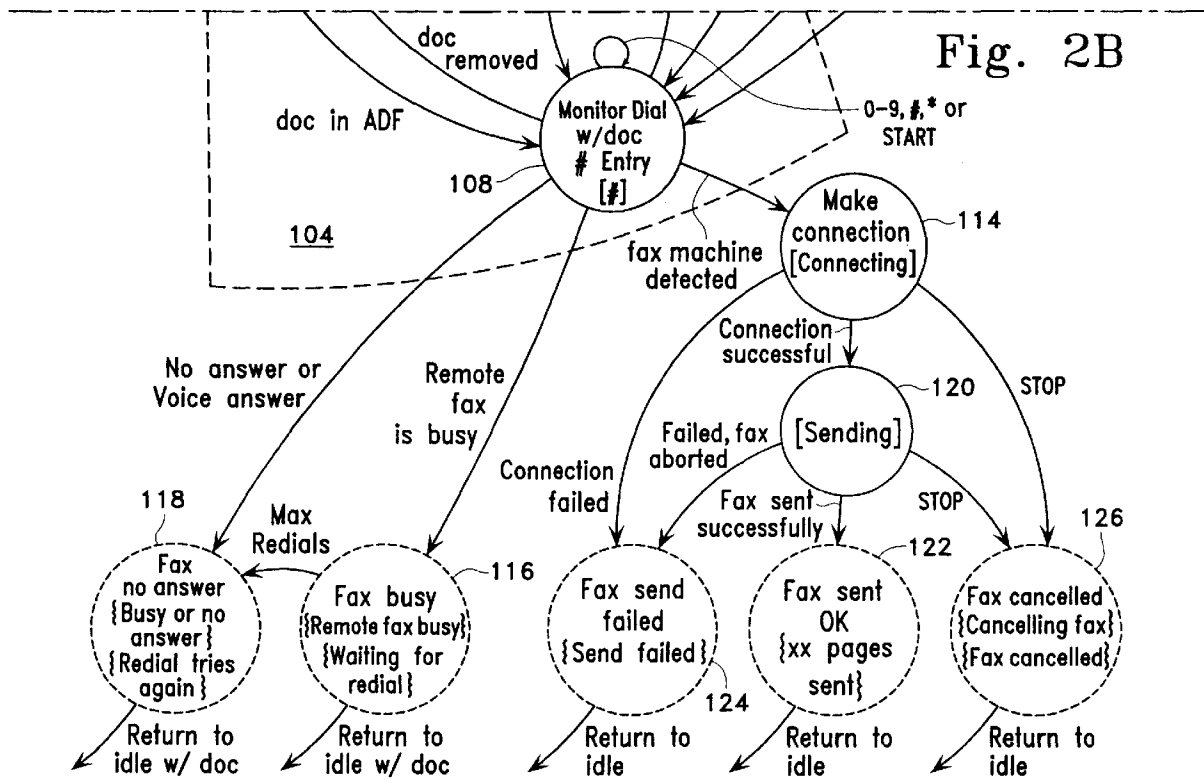 Fig. 2B
doc
removed
doc in ADF
0-9, #, * or
START
Monitor Dial
w/doc
# Entry
[#]
108
104
fax machine
detected
Make
connection
[Connecting]
114
Connection
successful
No answer or
Voice answer
Remote
fax
is busy
120
STOP
[Sending]
Failed, fax
aborted
Connection
failed
Fax sent
successfully
STOP
118
Max
Redials
116
122
126
Fax
no answer
{Busy or no
answer}
{Redial tries
again}
Fax busy
{Remote fax busy}
{Waiting for
redial}
Fax send
failed
{Send failed}
124
Fax sent
OK
{xx pages
sent}
Fax cancelled
{Cancelling fax}
{Fax cancelled}
Return to
idle w/ doc
Return to
idle w/ doc
Return to
idle
Return to
idle
Return to
idle